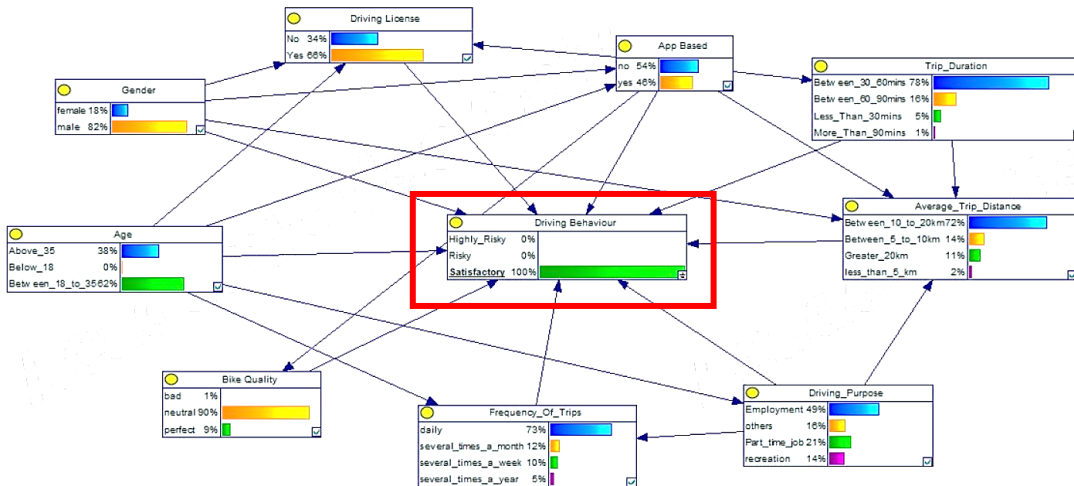 Driving License
No 34%
Yes 66%
App Based
no 54%
yes 46%
Trip_Duration
Between_30_60mins 78%
Between_60_90mins 16%
Less_Than_30mins 5%
More_Than_90mins 1%
Gender
female 18%
male 82%
Average_Trip_Distance
Between_10_to_20km 72%
Between_5_to_10km 14%
Greater_20km 11%
less_than_5_km 2%
Driving Behaviour
Highly_Risky 0%
Risky 0%
Satisfactory 100%
Age
Above_35 38%
Below_18 0%
Between_18_to_35 62%
Bike Quality
bad 1%
neutral 90%
perfect 9%
Frequency_Of_Trips
daily 73%
several_times_a_month 12%
several_times_a_week 10%
several_times_a_year 5%
Driving_Purpose
Employment 49%
others 16%
Part_time_job 21%
recreation 14%